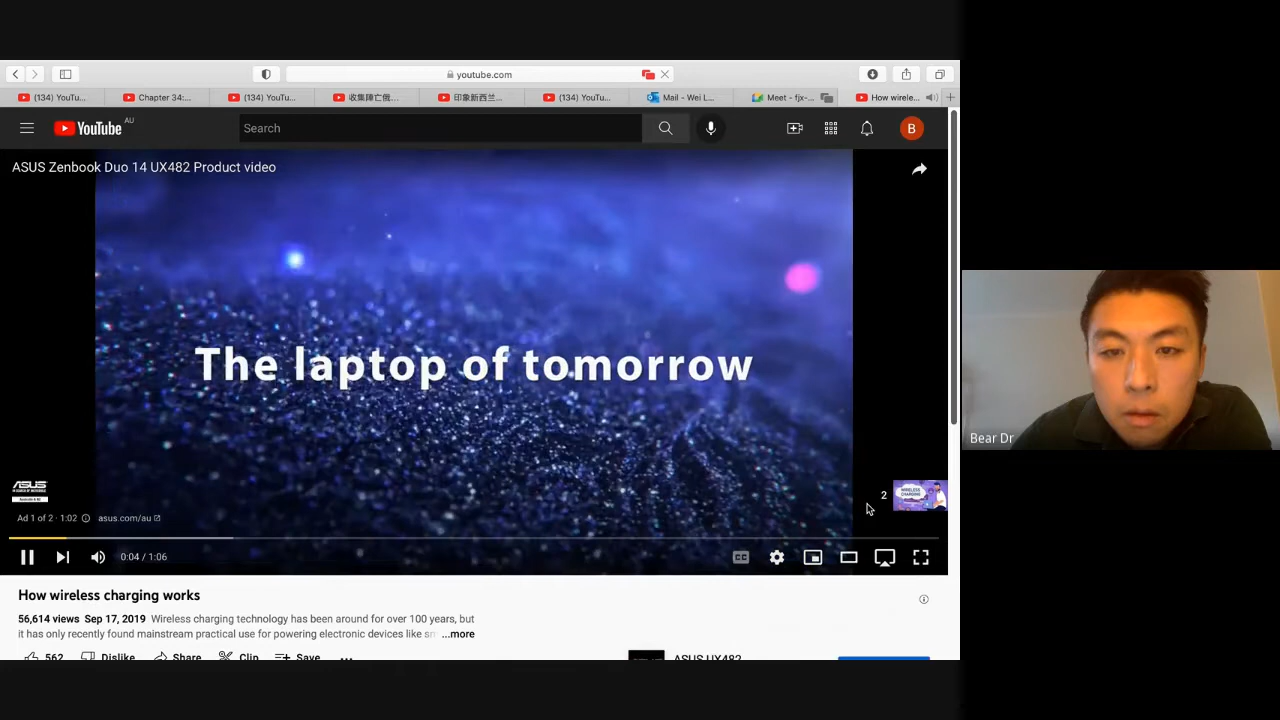 youtube.com
(134) YouTu...
Chapter 34:...
(134) YouTu...
收集陣亡俄...
印象新西兰...
(134) YouTu...
Mail - Wei L...
Meet - fjx-...
How wirele...
YouTube AU
Search
B
ASUS Zenbook Duo 14 UX482 Product video
The laptop of tomorrow
ASUS
2
WIRELESS
CHARGING
Ad 1 of 2 · 1:02
asus.com/au
0:04 / 1:06
CC
How wireless charging works
56,614 views Sep 17, 2019 Wireless charging technology has been around for over 100 years, but
it has only recently found mainstream practical use for powering electronic devices like sm ...more
562 Dislike Share Clip Save ...
ASUS UX482
Bear Dr